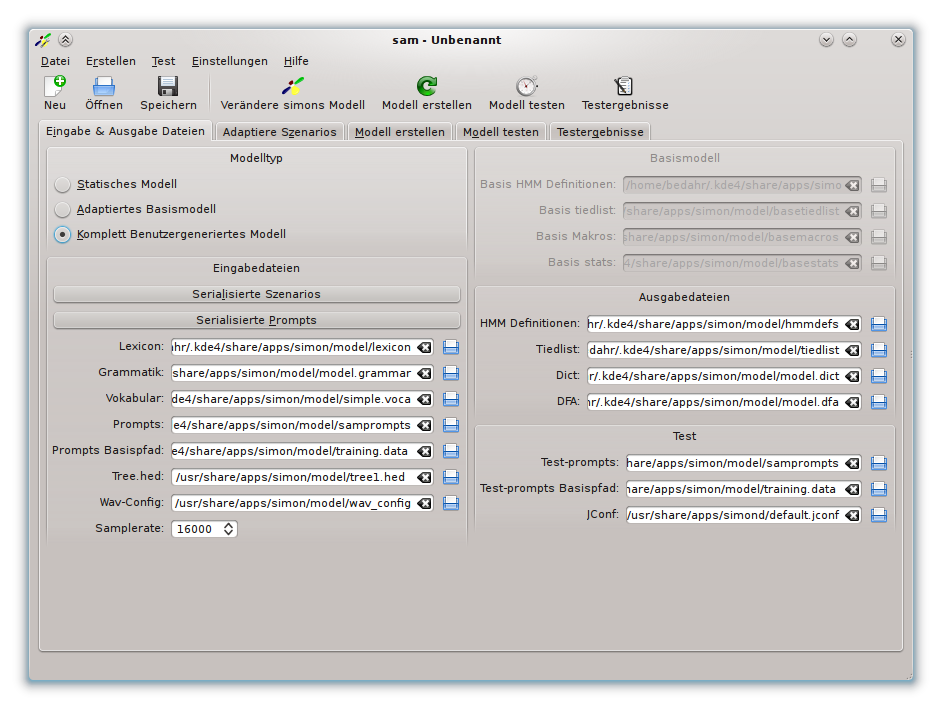 sam - Unbenannt
Datei Erstellen Test Einstellungen Hilfe
Neu Öffnen Speichern Verändere simons Modell Modell erstellen Modell testen Testergebnisse
Eingabe & Ausgabe Dateien Adaptiere Szenarios Modell erstellen Modell testen Testergebnisse
Modelltyp
Statisches Modell
Adaptiertes Basismodell
Komplett Benutzergeneriertes Modell
Eingabedateien
Serialisierte Szenarios
Serialisierte Prompts
Lexicon: ahr/.kde4/share/apps/simon/model/lexicon
Grammatik: share/apps/simon/model/model.grammar
Vokabular: de4/share/apps/simon/model/simple.voca
Prompts: e4/share/apps/simon/model/samprompts
Prompts Basispfad: e4/share/apps/simon/model/training.data
Tree.hed: /usr/share/apps/simon/model/tree1.hed
Wav-Config: /usr/share/apps/simon/model/wav_config
Samplerate: 16000
Basismodell
Basis HMM Definitionen: /home/bedahr/.kde4/share/apps/simo
Basis tiedlist: /share/apps/simon/model/basetiedlist
Basis Makros: share/apps/simon/model/basemacros
Basis stats: 4/share/apps/simon/model/basestats
Ausgabedateien
HMM Definitionen: hr/.kde4/share/apps/simon/model/hmmdefs
Tiedlist: dahr/.kde4/share/apps/simon/model/tiedlist
Dict: r/.kde4/share/apps/simon/model/model.dict
DFA: hr/.kde4/share/apps/simon/model/model.dfa
Test
Test-prompts: hare/apps/simon/model/samprompts
Test-prompts Basispfad: hare/apps/simon/model/training.data
JConf: /usr/share/apps/simond/default.jconf